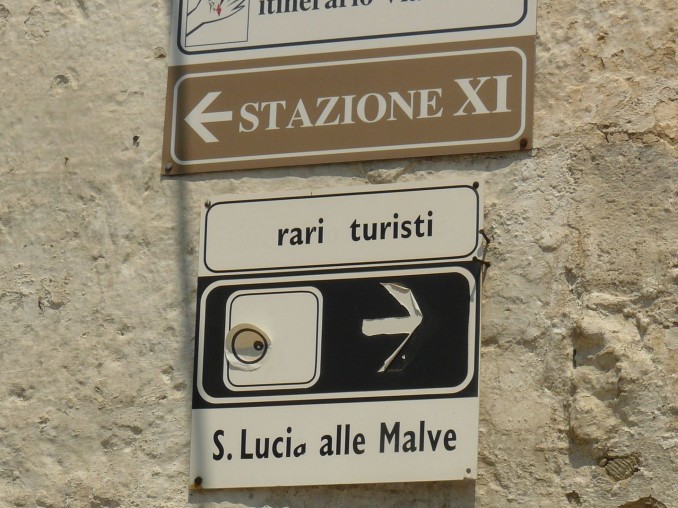 itinerario
STAZIONE XI
rari turisti
S. Lucia alle Malve